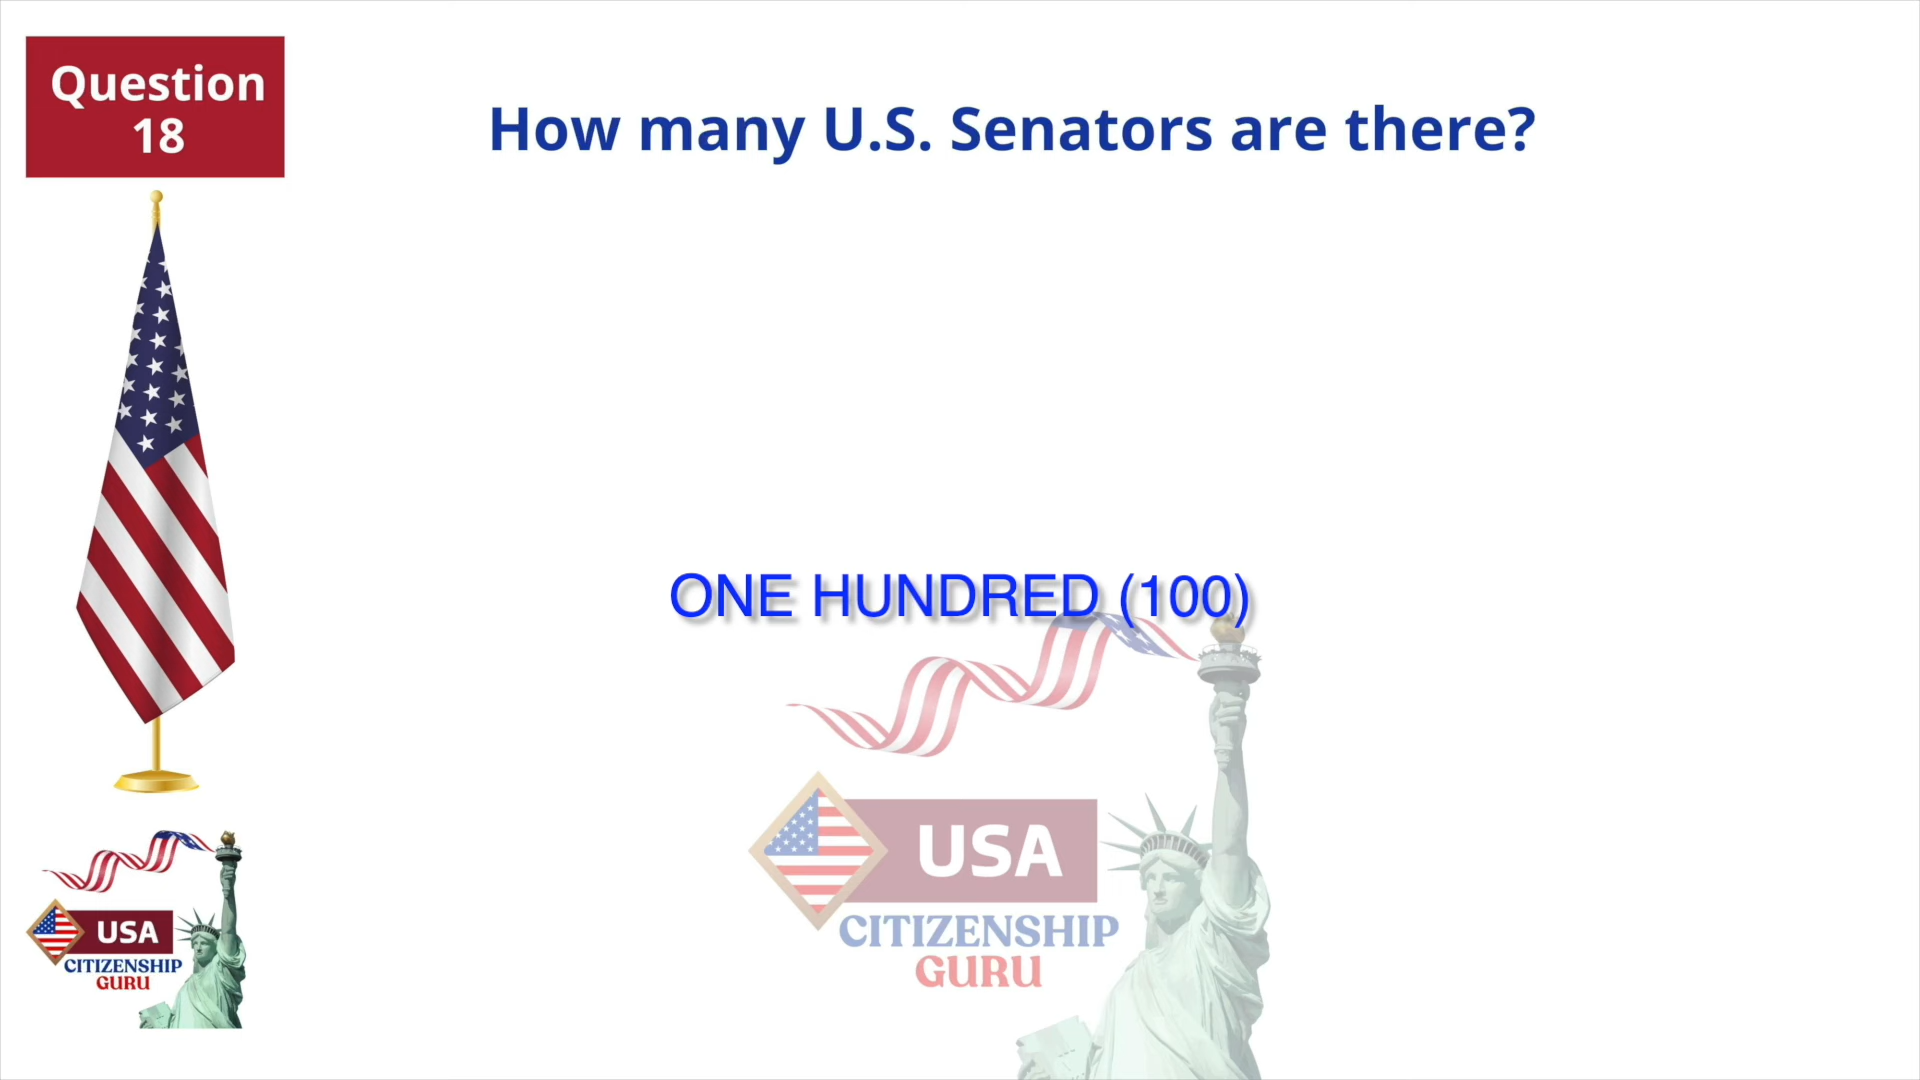 Question
18
How many U.S. Senators are there?
ONE HUNDRED (100)
USA
CITIZENSHIP
GURU
USA
CITIZENSHIP
GURU